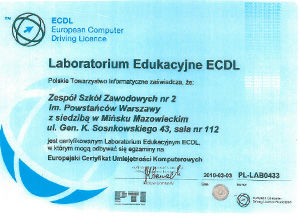 ECDL
European Computer
Driving Licence
Laboratorium Edukacyjne ECDL
Polskie Towarzystwo Informatyczne zaświadcza, że:
Zespół Szkół Zawodowych nr 2
im. Powstańców Warszawy
z siedzibą w Mińsku Mazowieckim
ul. Gen. K. Sosnkowskiego 43, sala nr 112
jest certyfikowanym Laboratorium Edukacyjnym ECDL,
w którym mogą odbywać się egzaminy na
Europejski Certyfikat Umiejętności Komputerowych
2010-03-03 PL-LAB0433
PTI
ECDL